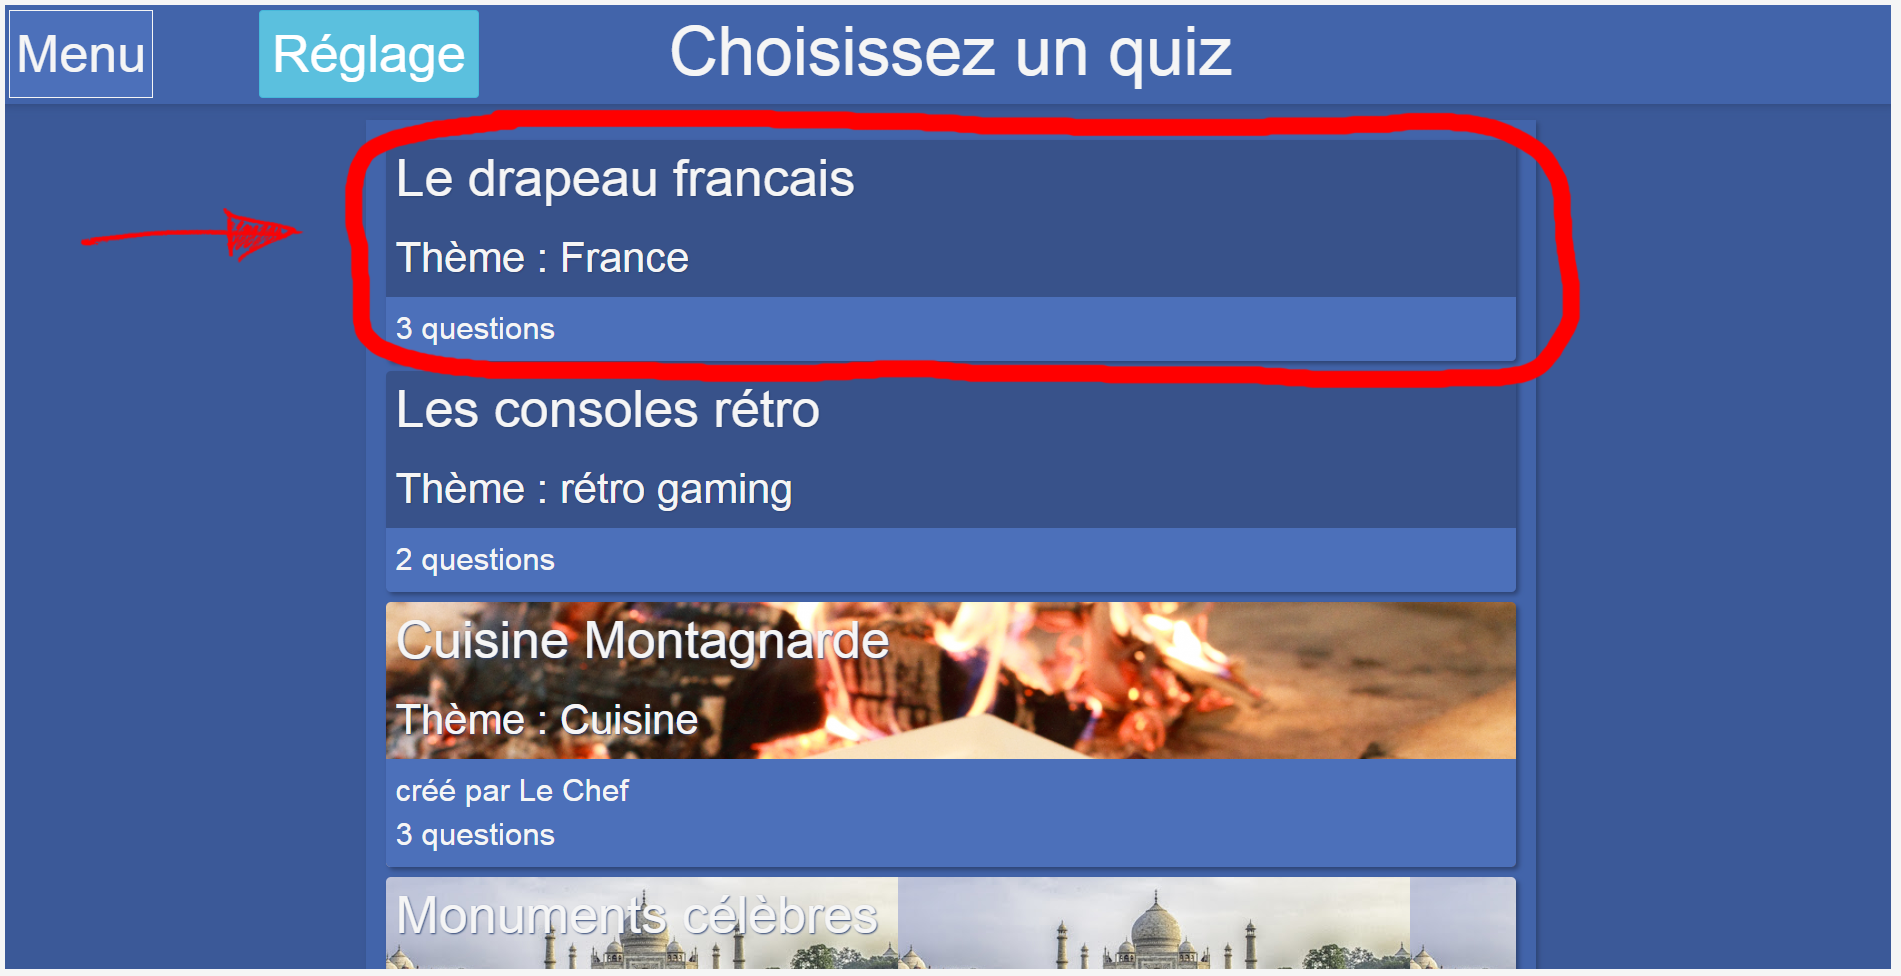 Menu
Réglage
Choisissez un quiz
Le drapeau francais
Thème : France
3 questions
Les consoles rétro
Thème : rétro gaming
2 questions
Cuisine Montagnarde
Thème : Cuisine
créé par Le Chef
3 questions
Monuments célèbres